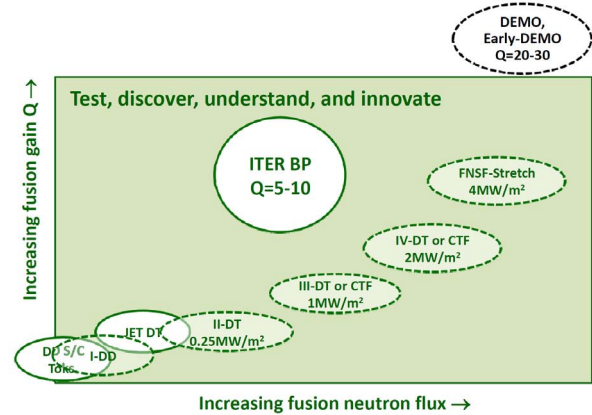 DEMO,
Early-DEMO
Q=20-30
Test, discover, understand, and innovate
Increasing fusion gain Q →
ITER BP
Q=5-10
FNSF-Stretch
4MW/m²
IV-DT or CTF
2MW/m²
III-DT or CTF
1MW/m²
JET DT
II-DT
0.25MW/m²
DD S/C
Toks
I-DD
Increasing fusion neutron flux →